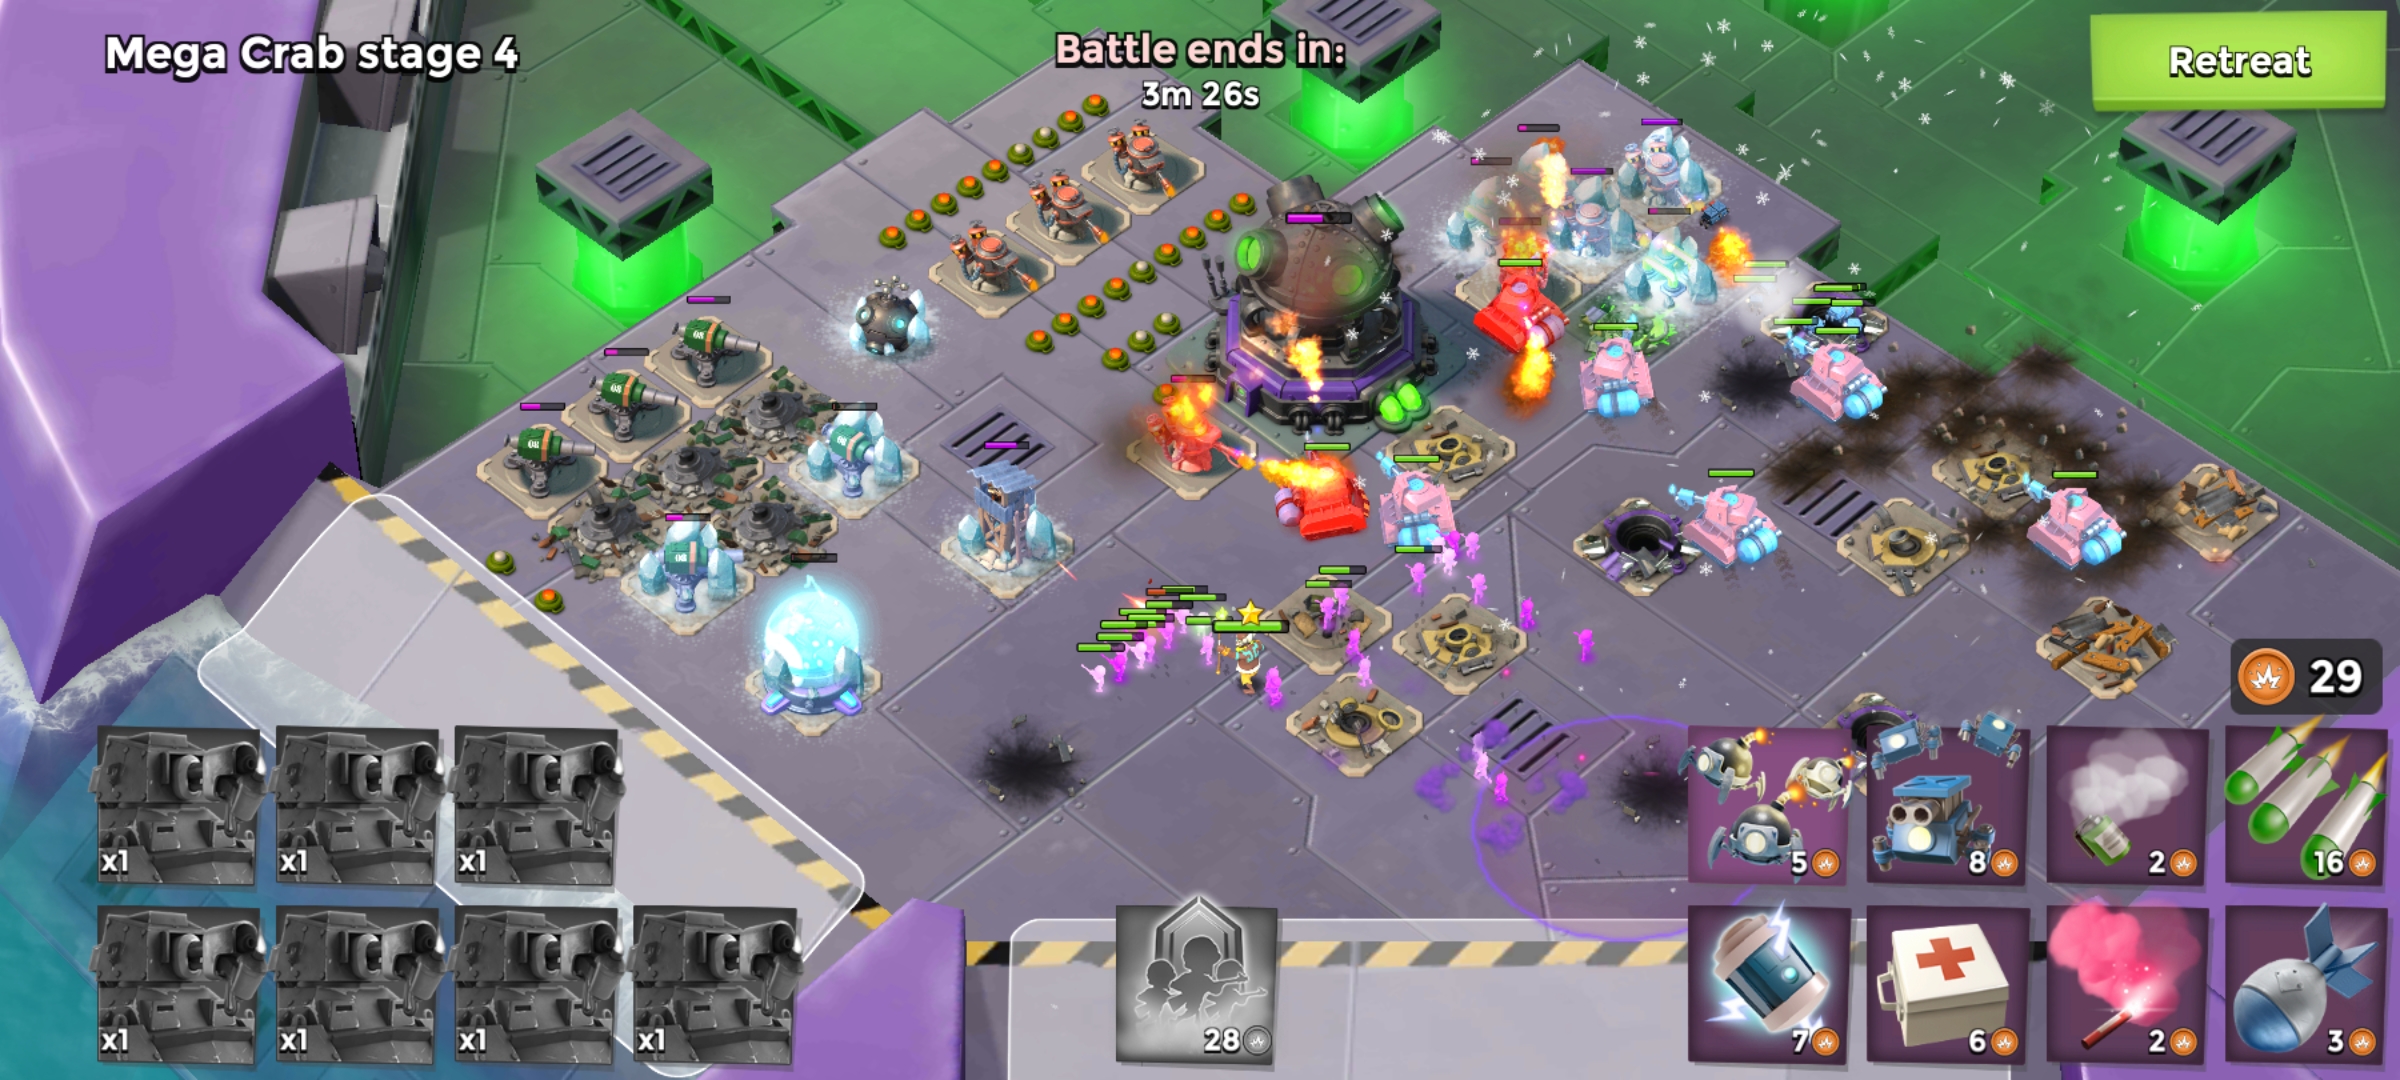 Mega Crab stage 4
Battle ends in:
3m 26s
Retreat
29
x1
x1
x1
5
8
2
16
x1
x1
x1
x1
28
7
6
2
3